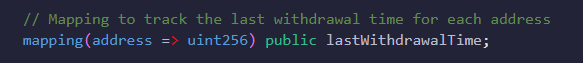 // Mapping to track the last withdrawal time for each address
mapping(address => uint256) public lastWithdrawalTime;